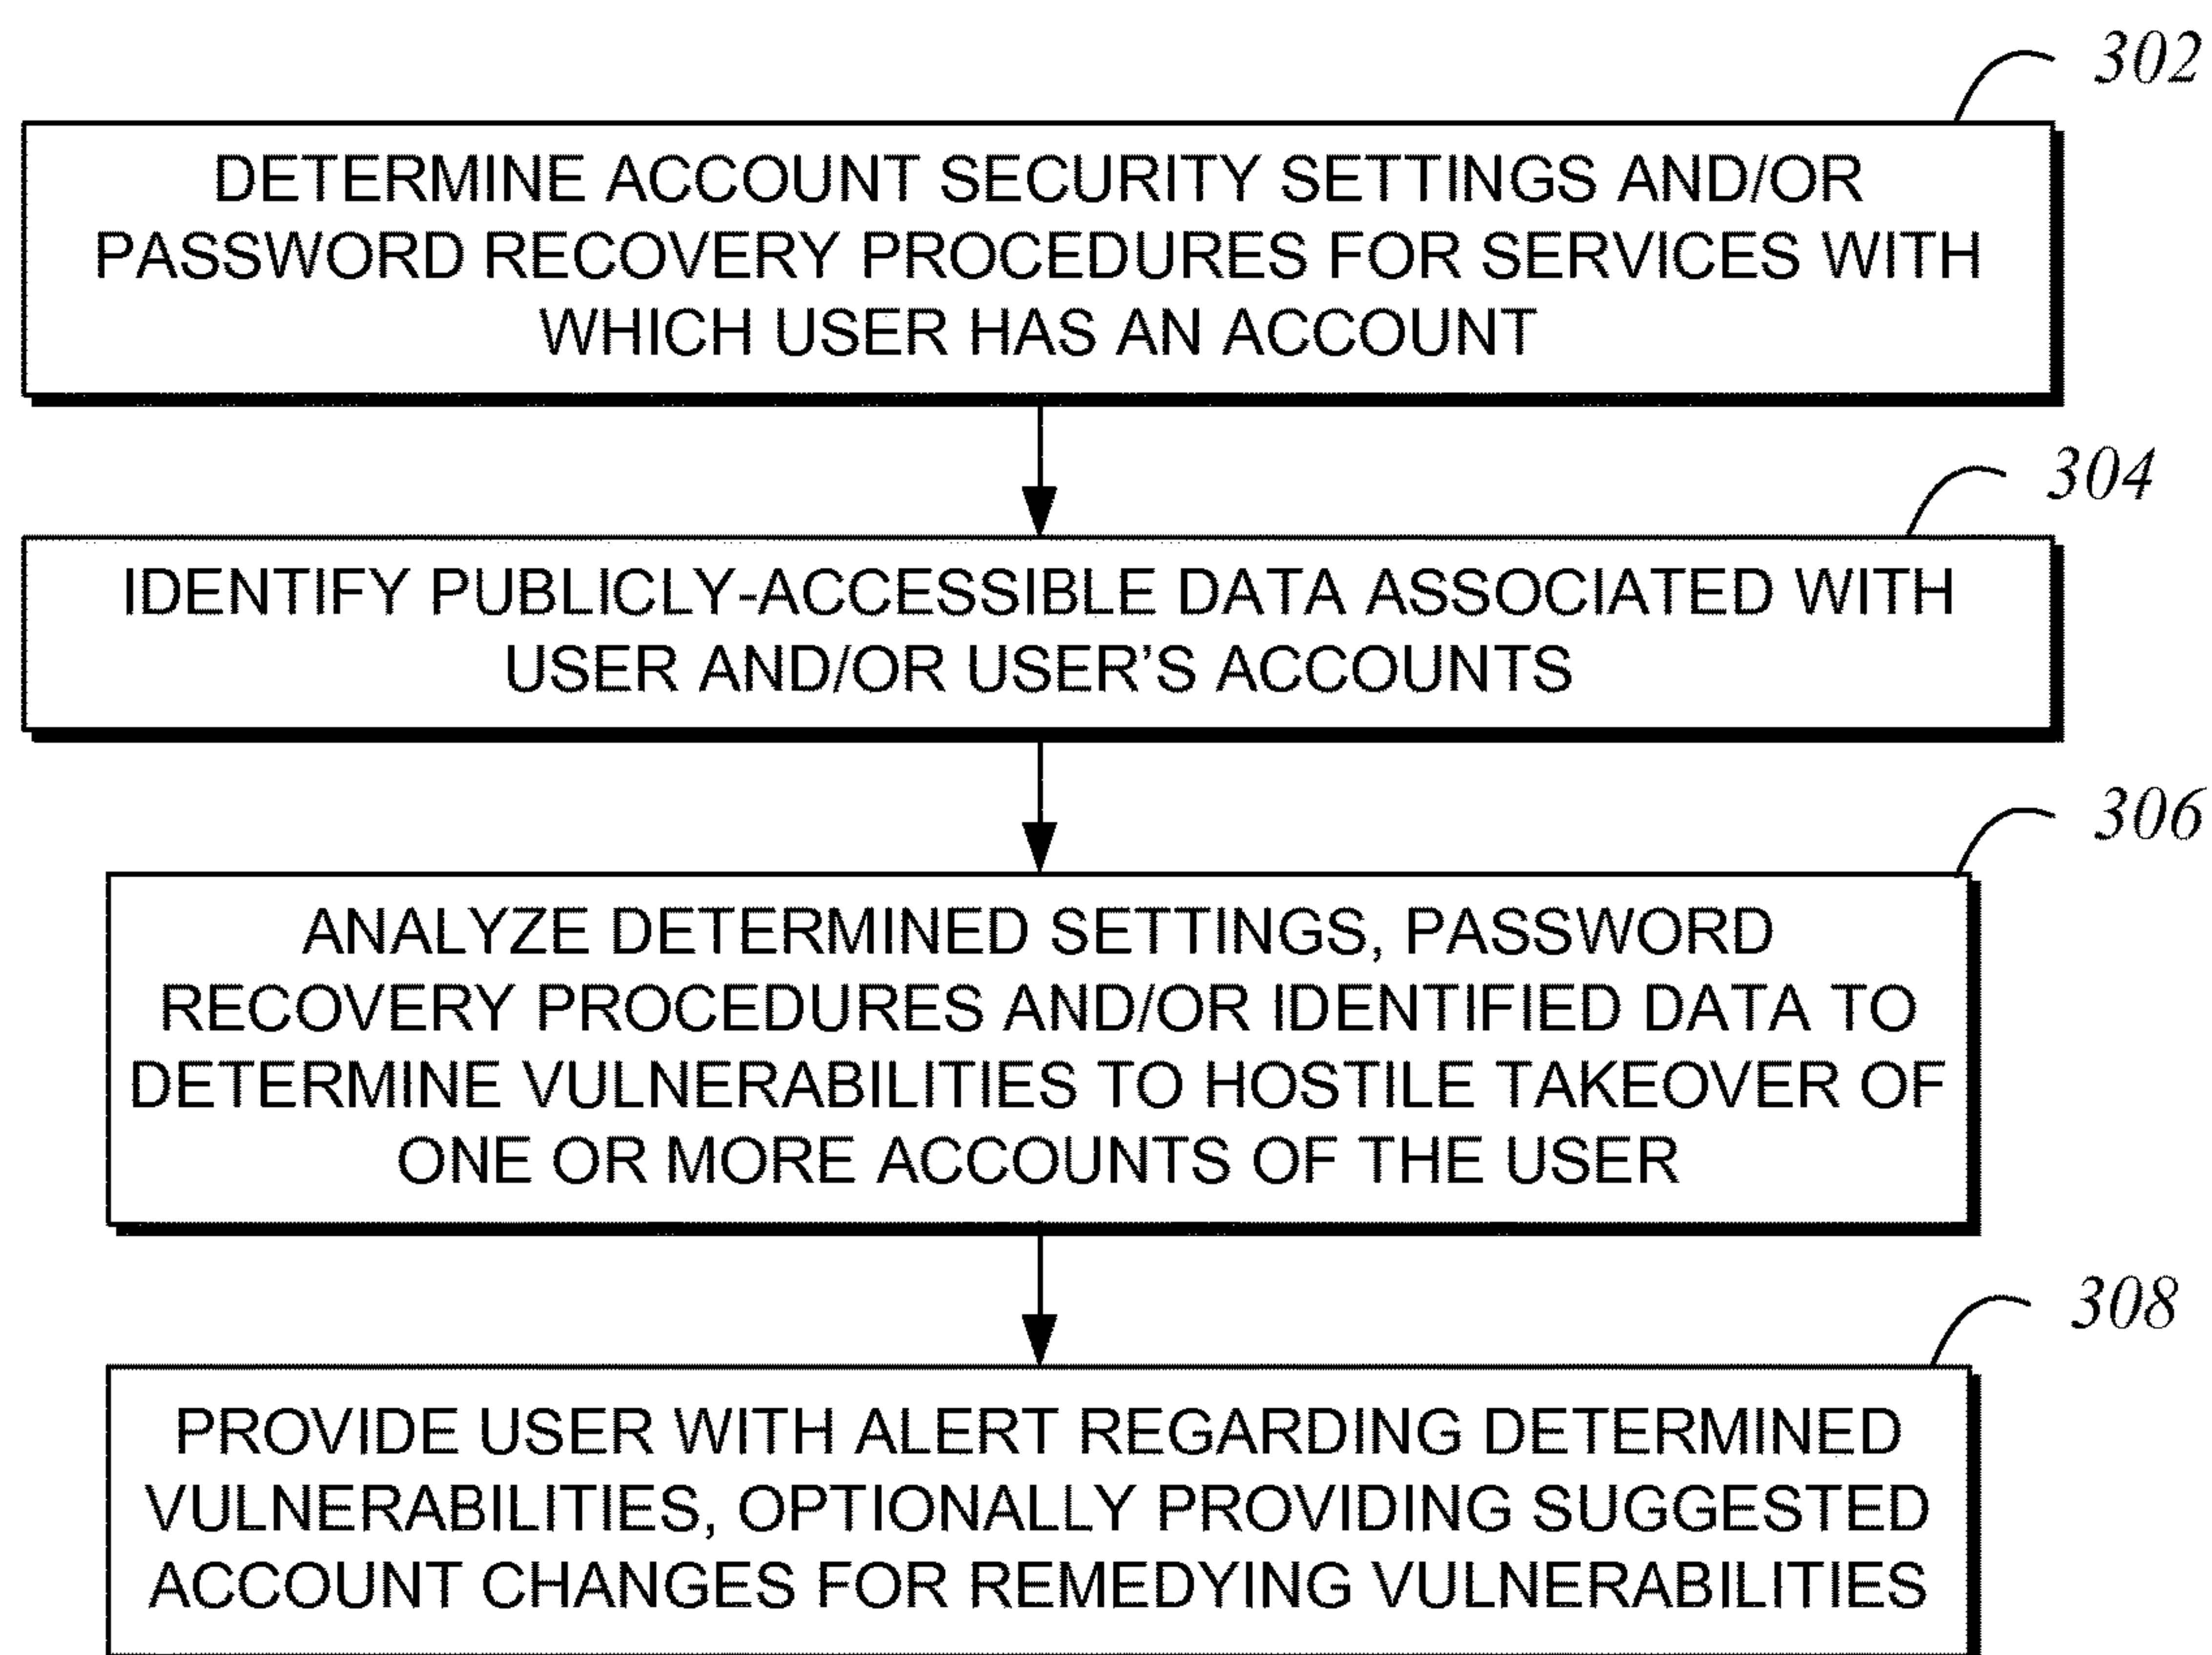 302
DETERMINE ACCOUNT SECURITY SETTINGS AND/OR
PASSWORD RECOVERY PROCEDURES FOR SERVICES WITH
WHICH USER HAS AN ACCOUNT
304
IDENTIFY PUBLICLY-ACCESSIBLE DATA ASSOCIATED WITH
USER AND/OR USER’S ACCOUNTS
306
ANALYZE DETERMINED SETTINGS, PASSWORD
RECOVERY PROCEDURES AND/OR IDENTIFIED DATA TO
DETERMINE VULNERABILITIES TO HOSTILE TAKEOVER OF
ONE OR MORE ACCOUNTS OF THE USER
308
PROVIDE USER WITH ALERT REGARDING DETERMINED
VULNERABILITIES, OPTIONALLY PROVIDING SUGGESTED
ACCOUNT CHANGES FOR REMEDYING VULNERABILITIES